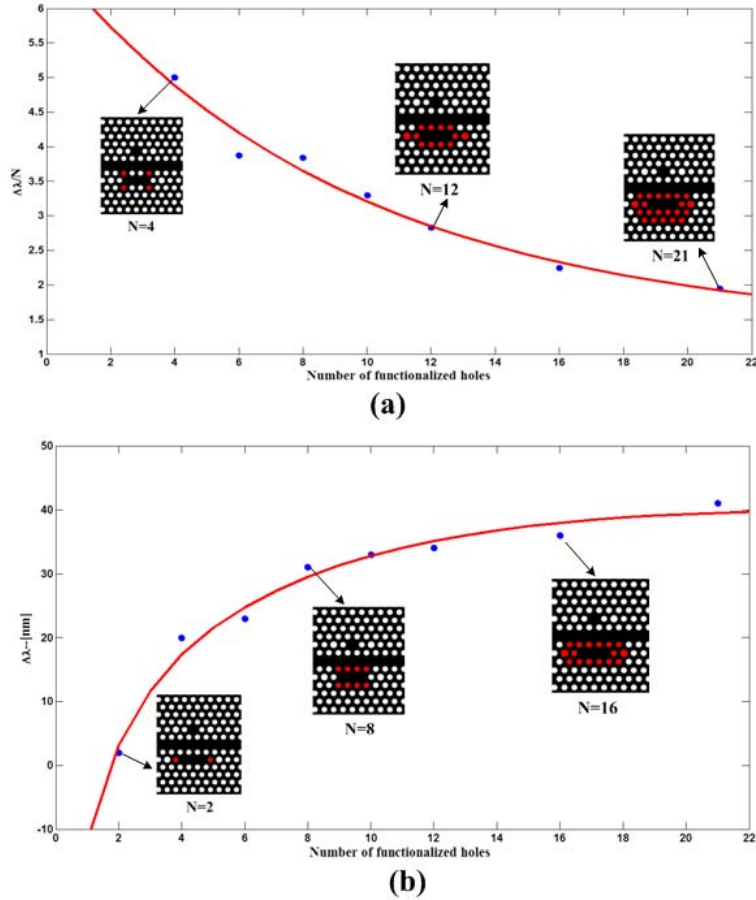 6
5.5
5
4.5
4
3.5
3
2.5
2
1.5
1
Δλ/N
N=4
N=12
N=21
0 2 4 6 8 10 12 14 16 18 20 22
Number of functionalized holes
(a)
50
40
30
20
10
0
-10
Δλ--[nm]
N=2
N=8
N=16
0 2 4 6 8 10 12 14 16 18 20 22
Number of functionalized holes
(b)